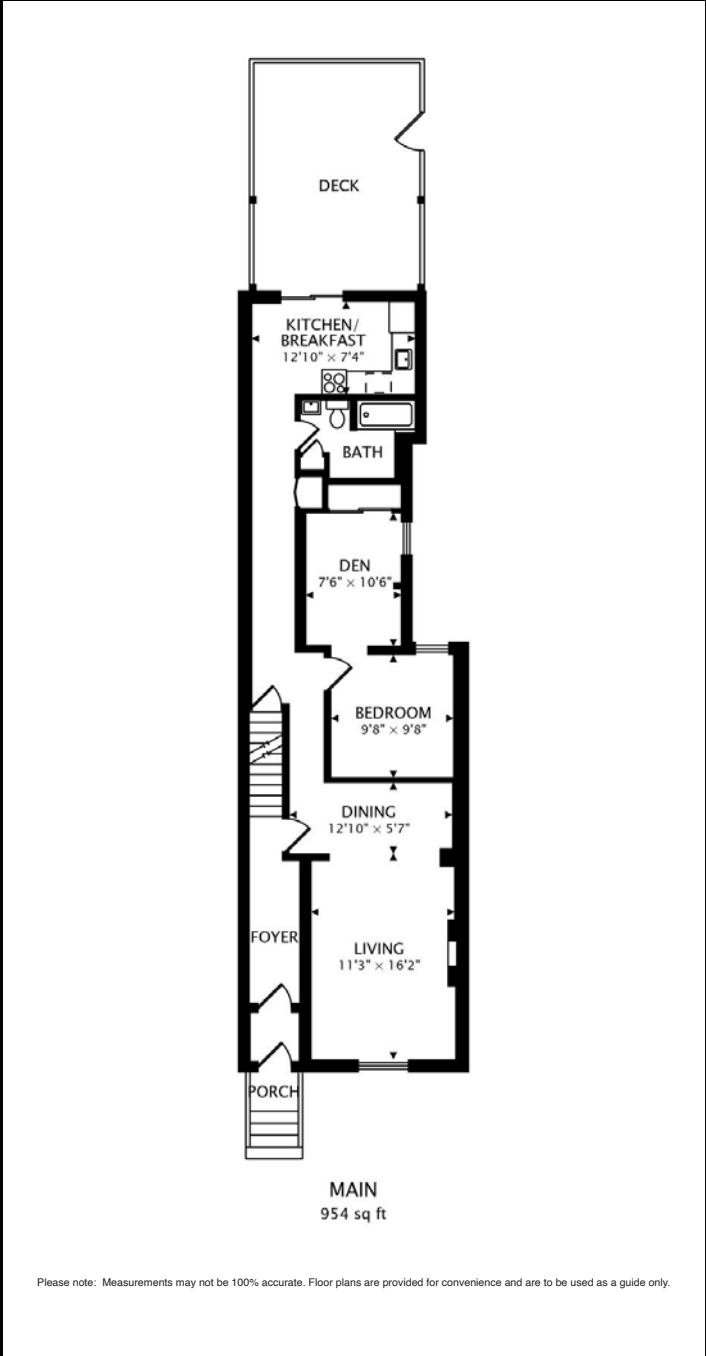 DECK
KITCHEN/
BREAKFAST
12'10" × 7'4"
BATH
DEN
7'6" × 10'6"
BEDROOM
9'8" × 9'8"
DINING
12'10" × 5'7"
FOYER
LIVING
11'3" × 16'2"
PORCH
MAIN
954 sq ft
Please note:  Measurements may not be 100% accurate. Floor plans are provided for convenience and are to be used as a guide only.